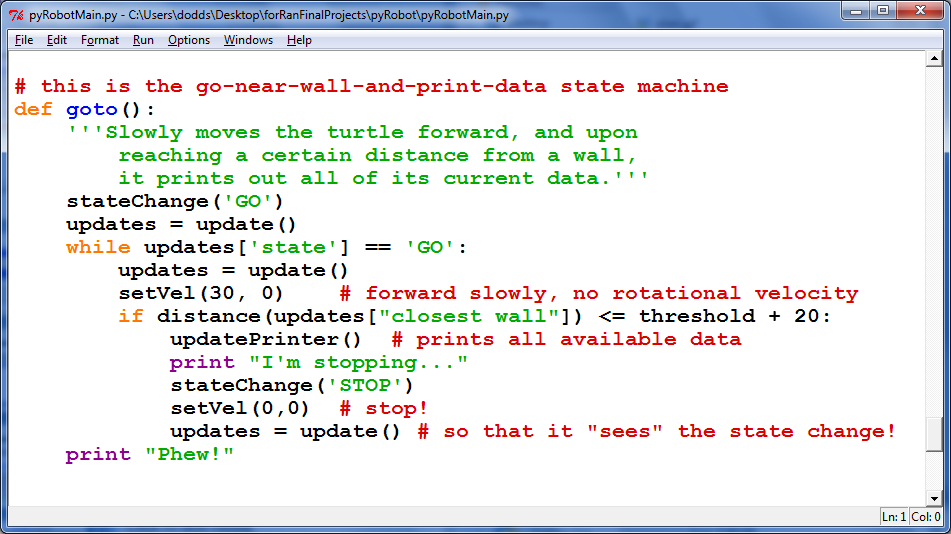 pyRobotMain.py - C:\Users\dodds\Desktop\forRanFinalProjects\pyRobot\pyRobotMain.py
File Edit Format Run Options Windows Help
# this is the go-near-wall-and-print-data state machine
def goto():
    '''Slowly moves the turtle forward, and upon
        reaching a certain distance from a wall,
        it prints out all of its current data.'''
    stateChange('GO')
    updates = update()
    while updates['state'] == 'GO':
        updates = update()
        setVel(30, 0)    # forward slowly, no rotational velocity
        if distance(updates["closest wall"]) <= threshold + 20:
            updatePrinter()  # prints all available data
            print "I'm stopping..."
            stateChange('STOP')
            setVel(0,0)  # stop!
            updates = update() # so that it "sees" the state change!
    print "Phew!"
Ln: 1 Col: 0